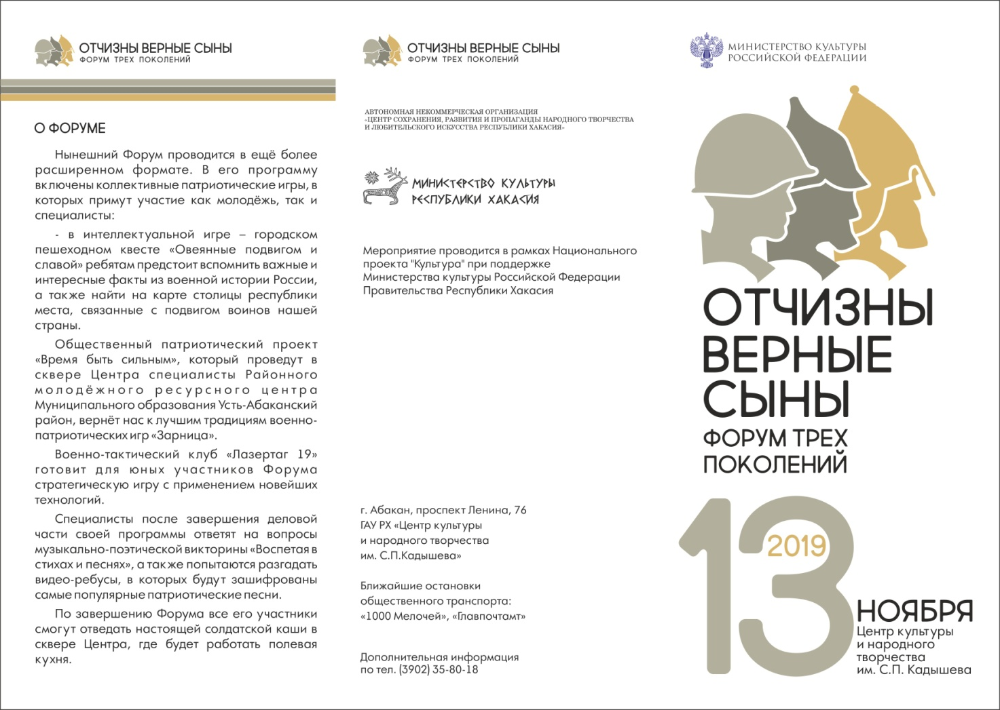 ОТЧИЗНЫ ВЕРНЫЕ СЫНЫ
ФОРУМ ТРЕХ ПОКОЛЕНИЙ
О ФОРУМЕ
Нынешний Форум проводится в ещё более
расширенном формате. В его программу
включены коллективные патриотические игры, в
которых примут участие как молодёжь, так и
специалисты:
- в интеллектуальной игре – городском
пешеходном квесте «Овеянные подвигом и
славой» ребятам предстоит вспомнить важные и
интересные факты из военной истории России,
а также найти на карте столицы республики
места, связанные с подвигом воинов нашей
страны.
Общественный патриотический проект
«Время быть сильным», который проведут в
сквере Центра специалисты Районного
молодёжного ресурсного центра
Муниципального образования Усть-Абаканский
район, вернёт нас к лучшим традициям военно-
патриотических игр «Зарница».
Военно-тактический клуб «Лазертаг 19»
готовит для юных участников Форума
стратегическую игру с применением новейших
технологий.
Специалисты после завершения деловой
части своей программы ответят на вопросы
музыкально-поэтической викторины «Воспетая в
стихах и песнях», а также попытаются разгадать
видео-ребусы, в которых будут зашифрованы
самые популярные патриотические песни.
По завершению Форума все его участники
смогут отведать настоящей солдатской каши в
сквере Центра, где будет работать полевая
кухня.
ОТЧИЗНЫ ВЕРНЫЕ СЫНЫ
ФОРУМ ТРЕХ ПОКОЛЕНИЙ
АВТОНОМНАЯ НЕКОММЕРЧЕСКАЯ ОРГАНИЗАЦИЯ
«ЦЕНТР СОХРАНЕНИЯ, РАЗВИТИЯ И ПРОПАГАНДЫ НАРОДНОГО ТВОРЧЕСТВА
И ЛЮБИТЕЛЬСКОГО ИСКУССТВА РЕСПУБЛИКИ ХАКАСИЯ»
МИНИСТЕРСТВО КУЛЬТУРЫ
РЕСПУБЛИКИ ХАКАСИЯ
Мероприятие проводится в рамках Национального
проекта "Культура" при поддержке
Министерства культуры Российской Федерации
Правительства Республики Хакасия
г. Абакан, проспект Ленина, 76
ГАУ РХ «Центр культуры
и народного творчества
им. С.П.Кадышева»
Ближайшие остановки
общественного транспорта:
«1000 Мелочей», «Главпочтамт»
Дополнительная информация
по тел. (3902) 35-80-18
МИНИСТЕРСТВО КУЛЬТУРЫ
РОССИЙСКОЙ ФЕДЕРАЦИИ
ОТЧИЗНЫ
ВЕРНЫЕ
СЫНЫ
ФОРУМ ТРЕХ
ПОКОЛЕНИЙ
13
2019
НОЯБРЯ
Центр культуры
и народного
творчества
им. С.П. Кадышева